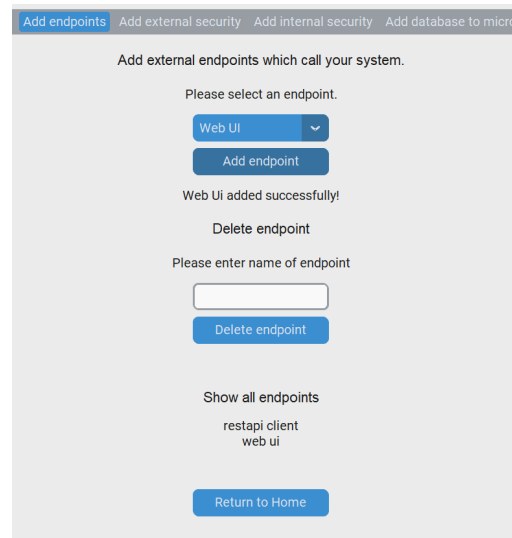 Add endpoints Add external security Add internal security Add database to micro
Add external endpoints which call your system.
Please select an endpoint.
Web UI
Add endpoint
Web Ui added successfully!
Delete endpoint
Please enter name of endpoint
Delete endpoint
Show all endpoints
restapi client
web ui
Return to Home